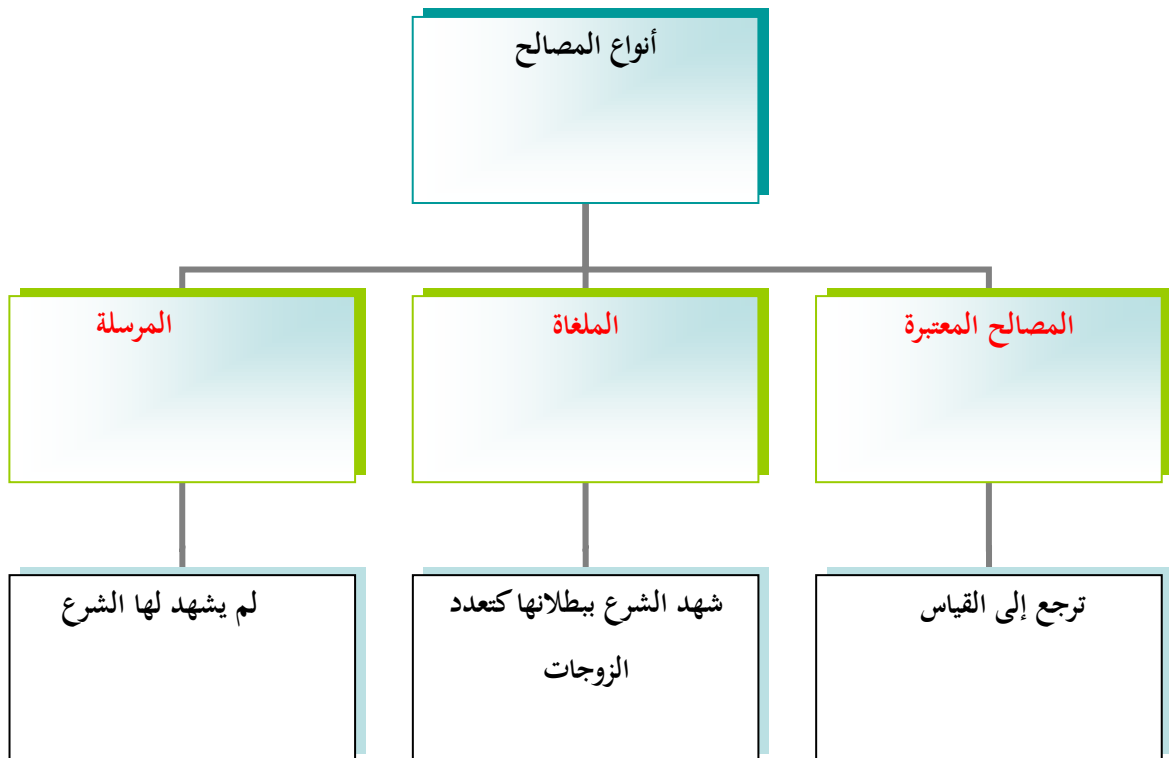 أنواع المصالح
المصالح المعتبرة
الملغاة
المرسلة
ترجع إلى القياس
شهد الشرع ببطلانها كتعدد
الزوجات
لم يشهد لها الشرع